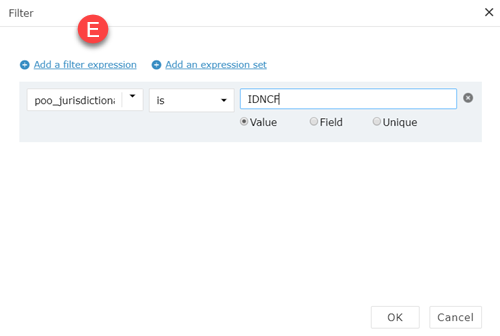 Filter
E
Add a filter expression Add an expression set
poo_jurisdictiona is IDNCF
Value Field Unique
OK Cancel